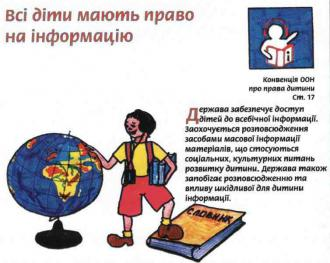 Всі діти мають право
на інформацію
Конвенція ООН
про права дитини
Ст. 17
Держава забезпечує доступ
дітей до всебічної інформації.
Заохочується розповсюдження
засобами масової інформації
матеріалів, що стосуються
соціальних, культурних питань
розвитку дитини. Держава також
запобігає розповсюдженню та
впливу шкідливої для дитини
інформації.
СЛОВНИК